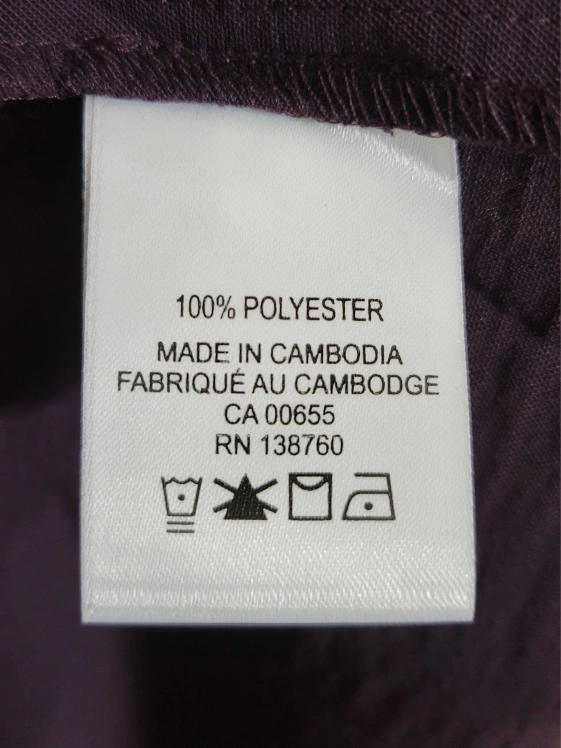 100% POLYESTER
MADE IN CAMBODIA
FABRIQUÉ AU CAMBODGE
CA 00655
RN 138760